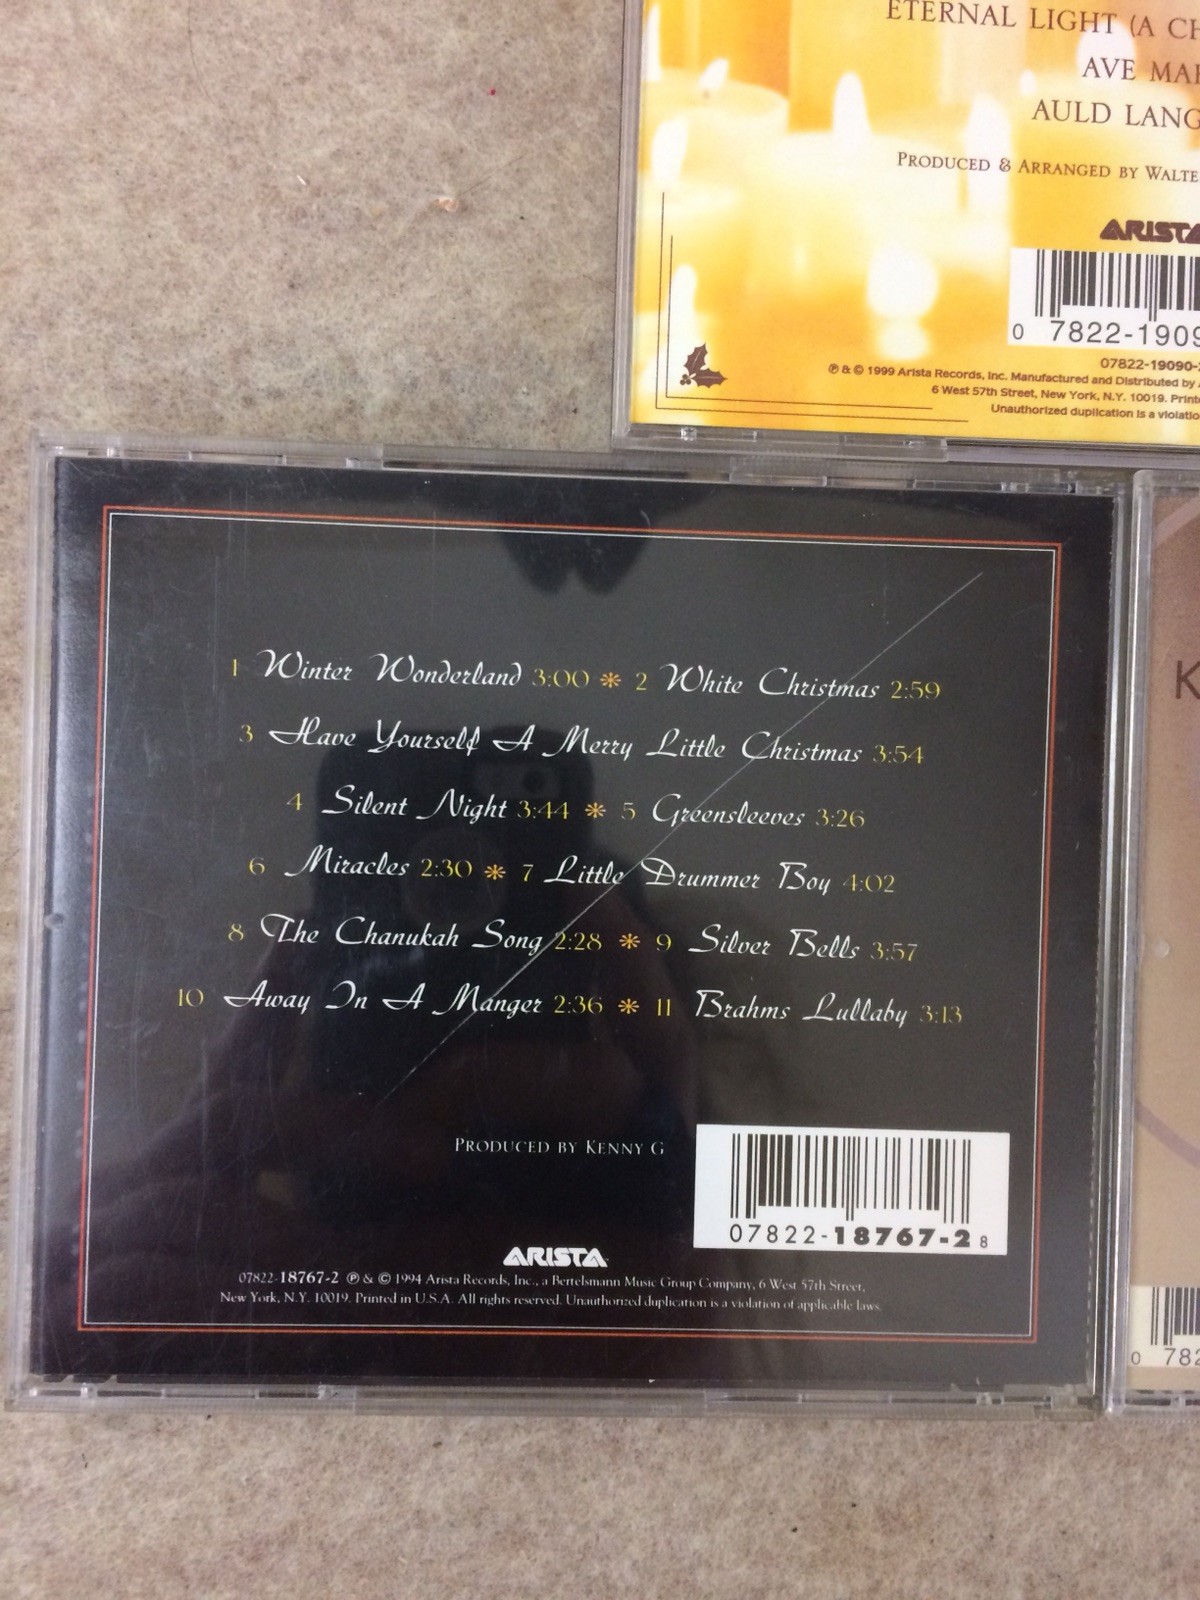 ETERNAL LIGHT (A CH
AVE MAR
AULD LANG
PRODUCED & ARRANGED BY WALTE
ARISTA
0 7822-1909
07822-19090-2
℗ & © 1999 Arista Records, Inc. Manufactured and Distributed by
6 West 57th Street, New York, N.Y. 10019. Printe
Unauthorized duplication is a violatio
1 Winter Wonderland 3:00 * 2 White Christmas 2:59
3 Have Yourself A Merry Little Christmas 3:54
4 Silent Night 3:44 * 5 Greensleeves 3:26
6 Miracles 2:30 * 7 Little Drummer Boy 4:02
8 The Chanukah Song 2:28 * 9 Silver Bells 3:57
10 Away In A Manger 2:36 * 11 Brahms Lullaby 3:13
PRODUCED BY KENNY G
07822-18767-2 8
ARISTA
07822-18767-2 ℗ & © 1994 Arista Records, Inc., a Bertelsmann Music Group Company, 6 West 57th Street,
New York, N.Y. 10019. Printed in U.S.A. All rights reserved. Unauthorized duplication is a violation of applicable laws.
K
0 782